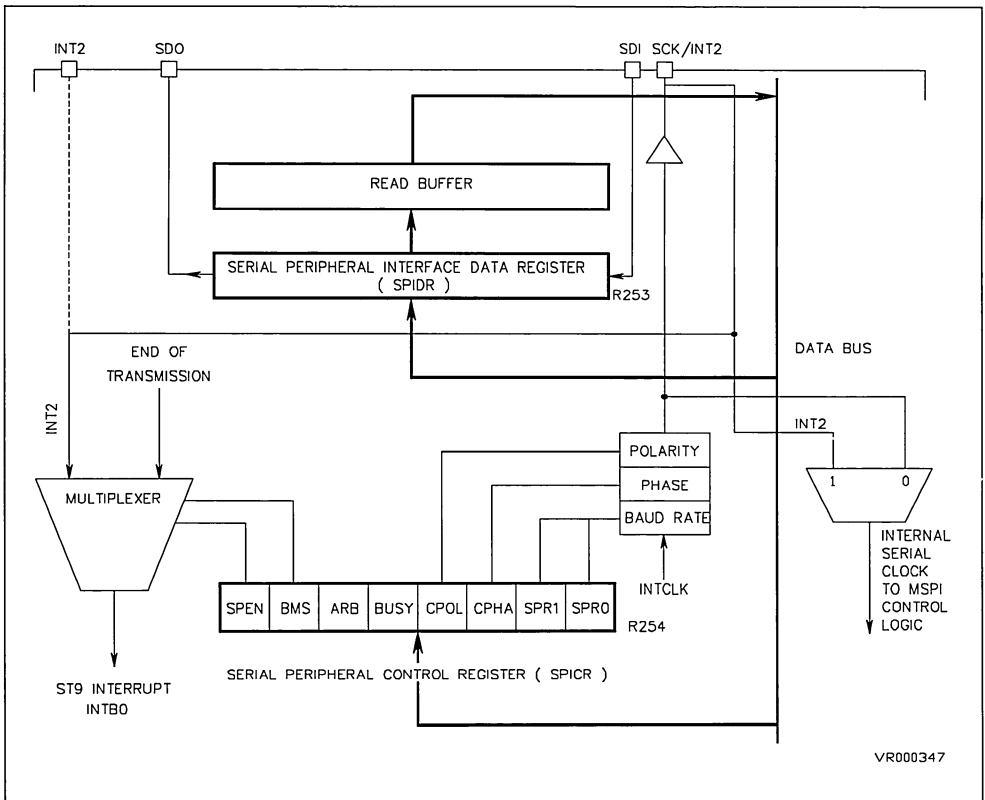 INT2 SDO SDI SCK/INT2
READ BUFFER
SERIAL PERIPHERAL INTERFACE DATA REGISTER
( SPIDR )
R253
END OF
TRANSMISSION
DATA BUS
INT2
INT2
MULTIPLEXER
POLARITY
PHASE
BAUD RATE
1 0
INTERNAL
SERIAL
CLOCK
TO MSPI
CONTROL
LOGIC
INTCLK
SPEN BMS ARB BUSY CPOL CPHA SPR1 SPR0
R254
SERIAL PERIPHERAL CONTROL REGISTER ( SPICR )
ST9 INTERRUPT
INTB0
VR000347